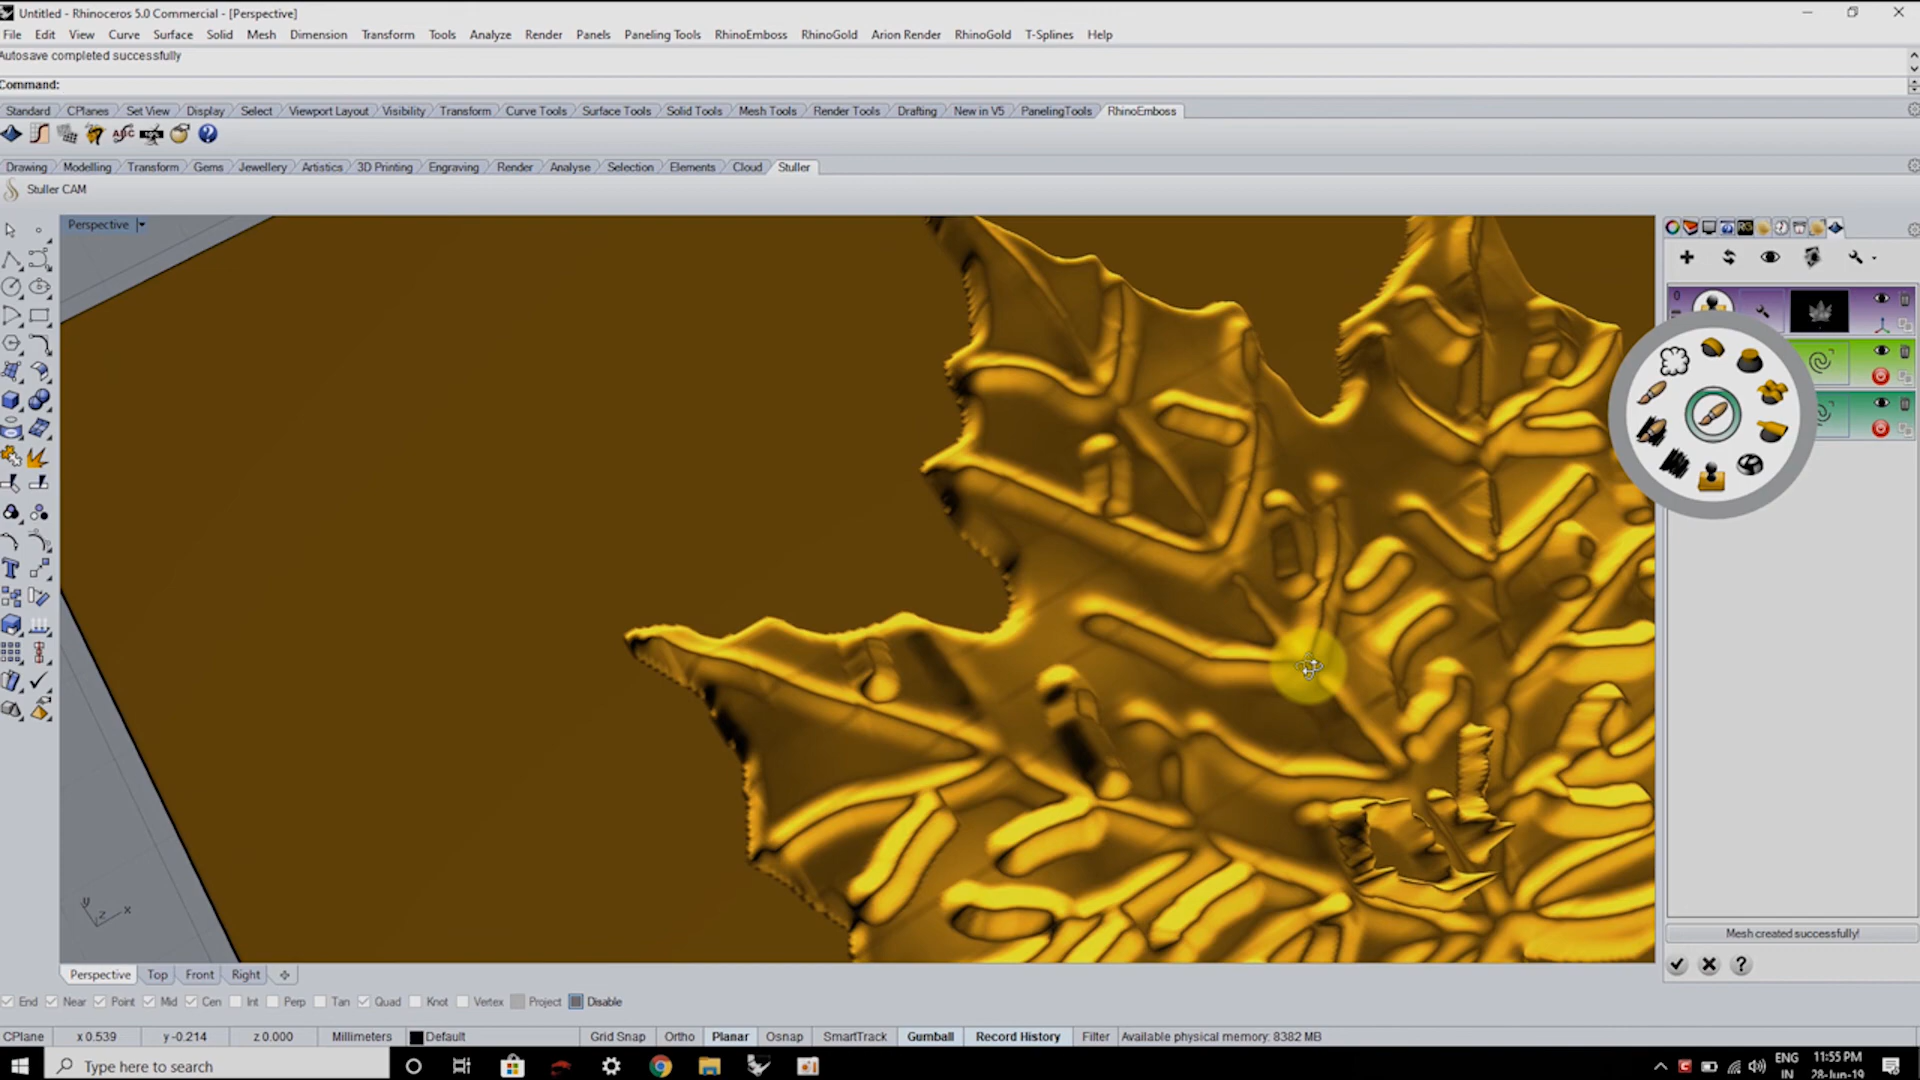 Untitled - Rhinoceros 5.0 Commercial - [Perspective]
File Edit View Curve Surface Solid Mesh Dimension Transform Tools Analyze Render Panels Paneling Tools RhinoEmboss RhinoGold Arion Render RhinoGold T-Splines Help
Autosave completed successfully
Command:
Standard CPlanes Set View Display Select Viewport Layout Visibility Transform Curve Tools Surface Tools Solid Tools Mesh Tools Render Tools Drafting New in V5 PanelingTools RhinoEmboss
Drawing Modelling Transform Gems Jewellery Artistics 3D Printing Engraving Render Analyse Selection Elements Cloud Stuller
Stuller CAM
Perspective
0
y
z x
Mesh created successfully!
Perspective Top Front Right
End Near Point Mid Cen Int Perp Tan Quad Knot Vertex Project Disable
CPlane x 0.539 y -0.214 z 0.000 Millimeters Default Grid Snap Ortho Planar Osnap SmartTrack Gumball Record History Filter Available physical memory: 8382 MB
Type here to search
ENG 11:55 PM
IN 28-Jun-19